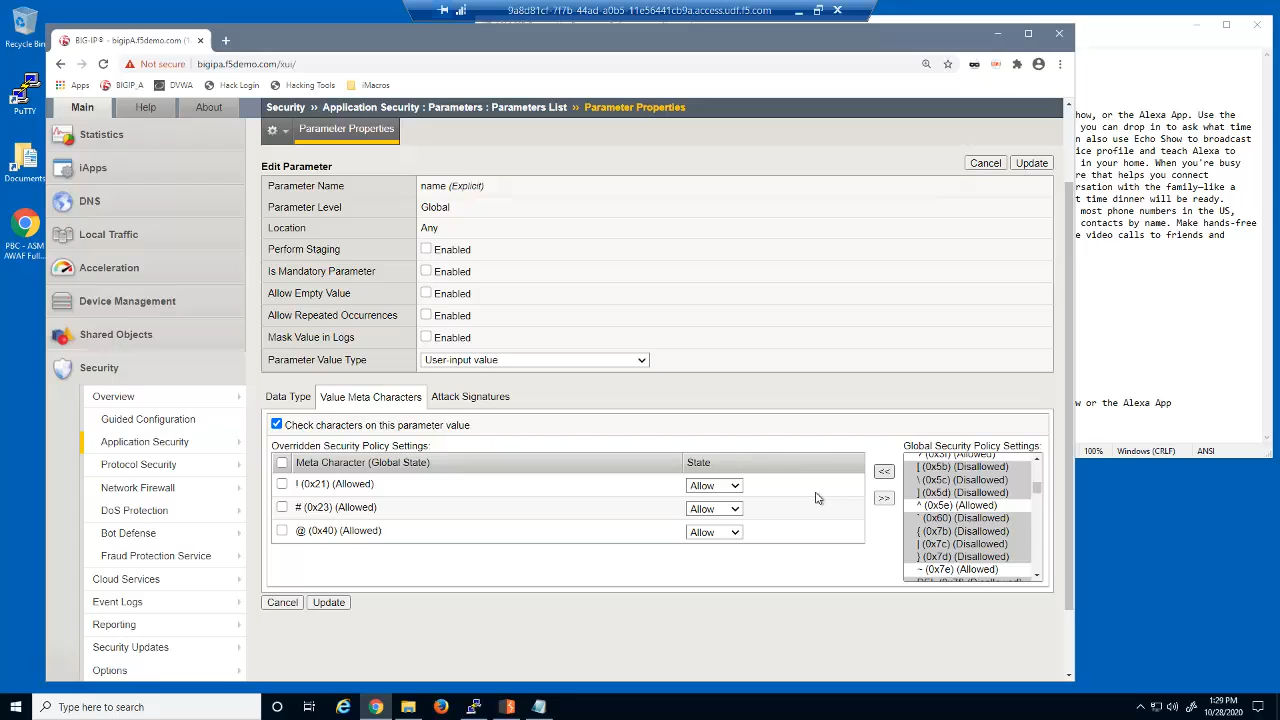 9a8d81cf-7f7b-44ad-a0b5-11e56441cb9a.access.udf.f5.com
Recycle Bin
PuTTY
Documents
PBC - ASM
AWAF Full...
BIG-IP® - bigipA.f5demo.com (1
Not secure
bigipa.f5demo.com/xui/
Apps
BIGIP_A
DVWA
Hack Login
Hacking Tools
iMacros
Main
Help
About
Statistics
iApps
DNS
Local Traffic
Acceleration
Device Management
Shared Objects
Security
Overview
Guided Configuration
Application Security
Protocol Security
Network Firewall
DoS Protection
Bot Defense
Fraud Protection Service
Cloud Services
Event Logs
Reporting
Security Updates
Options
Security ›› Application Security : Parameters : Parameters List ›› Parameter Properties
Parameter Properties
Edit Parameter
Cancel
Update
Parameter Name
name (Explicit)
Parameter Level
Global
Location
Any
Perform Staging
Enabled
Is Mandatory Parameter
Enabled
Allow Empty Value
Enabled
Allow Repeated Occurrences
Enabled
Mask Value in Logs
Enabled
Parameter Value Type
User-input value
Data Type
Value Meta Characters
Attack Signatures
Check characters on this parameter value
Overridden Security Policy Settings:
Meta Character (Global State)
State
! (0x21) (Allowed)
Allow
# (0x23) (Allowed)
Allow
@ (0x40) (Allowed)
Allow
<<
>>
Global Security Policy Settings:
? (0x3f) (Allowed)
[ (0x5b) (Disallowed)
\ (0x5c) (Disallowed)
] (0x5d) (Disallowed)
^ (0x5e) (Allowed)
` (0x60) (Disallowed)
{ (0x7b) (Disallowed)
| (0x7c) (Disallowed)
} (0x7d) (Disallowed)
~ (0x7e) (Allowed)
Cancel
Update
how, or the Alexa App. Use the
you can drop in to ask what time
n also use Echo Show to broadcast
ice profile and teach Alexa to
in your home. When you're busy
re that helps you connect
rsation with the family—like a
t time dinner will be ready.
most phone numbers in the US,
contacts by name. Make hands-free
e video calls to friends and
w or the Alexa App
100%
Windows (CRLF)
ANSI
Type here to search
1:29 PM
10/28/2020